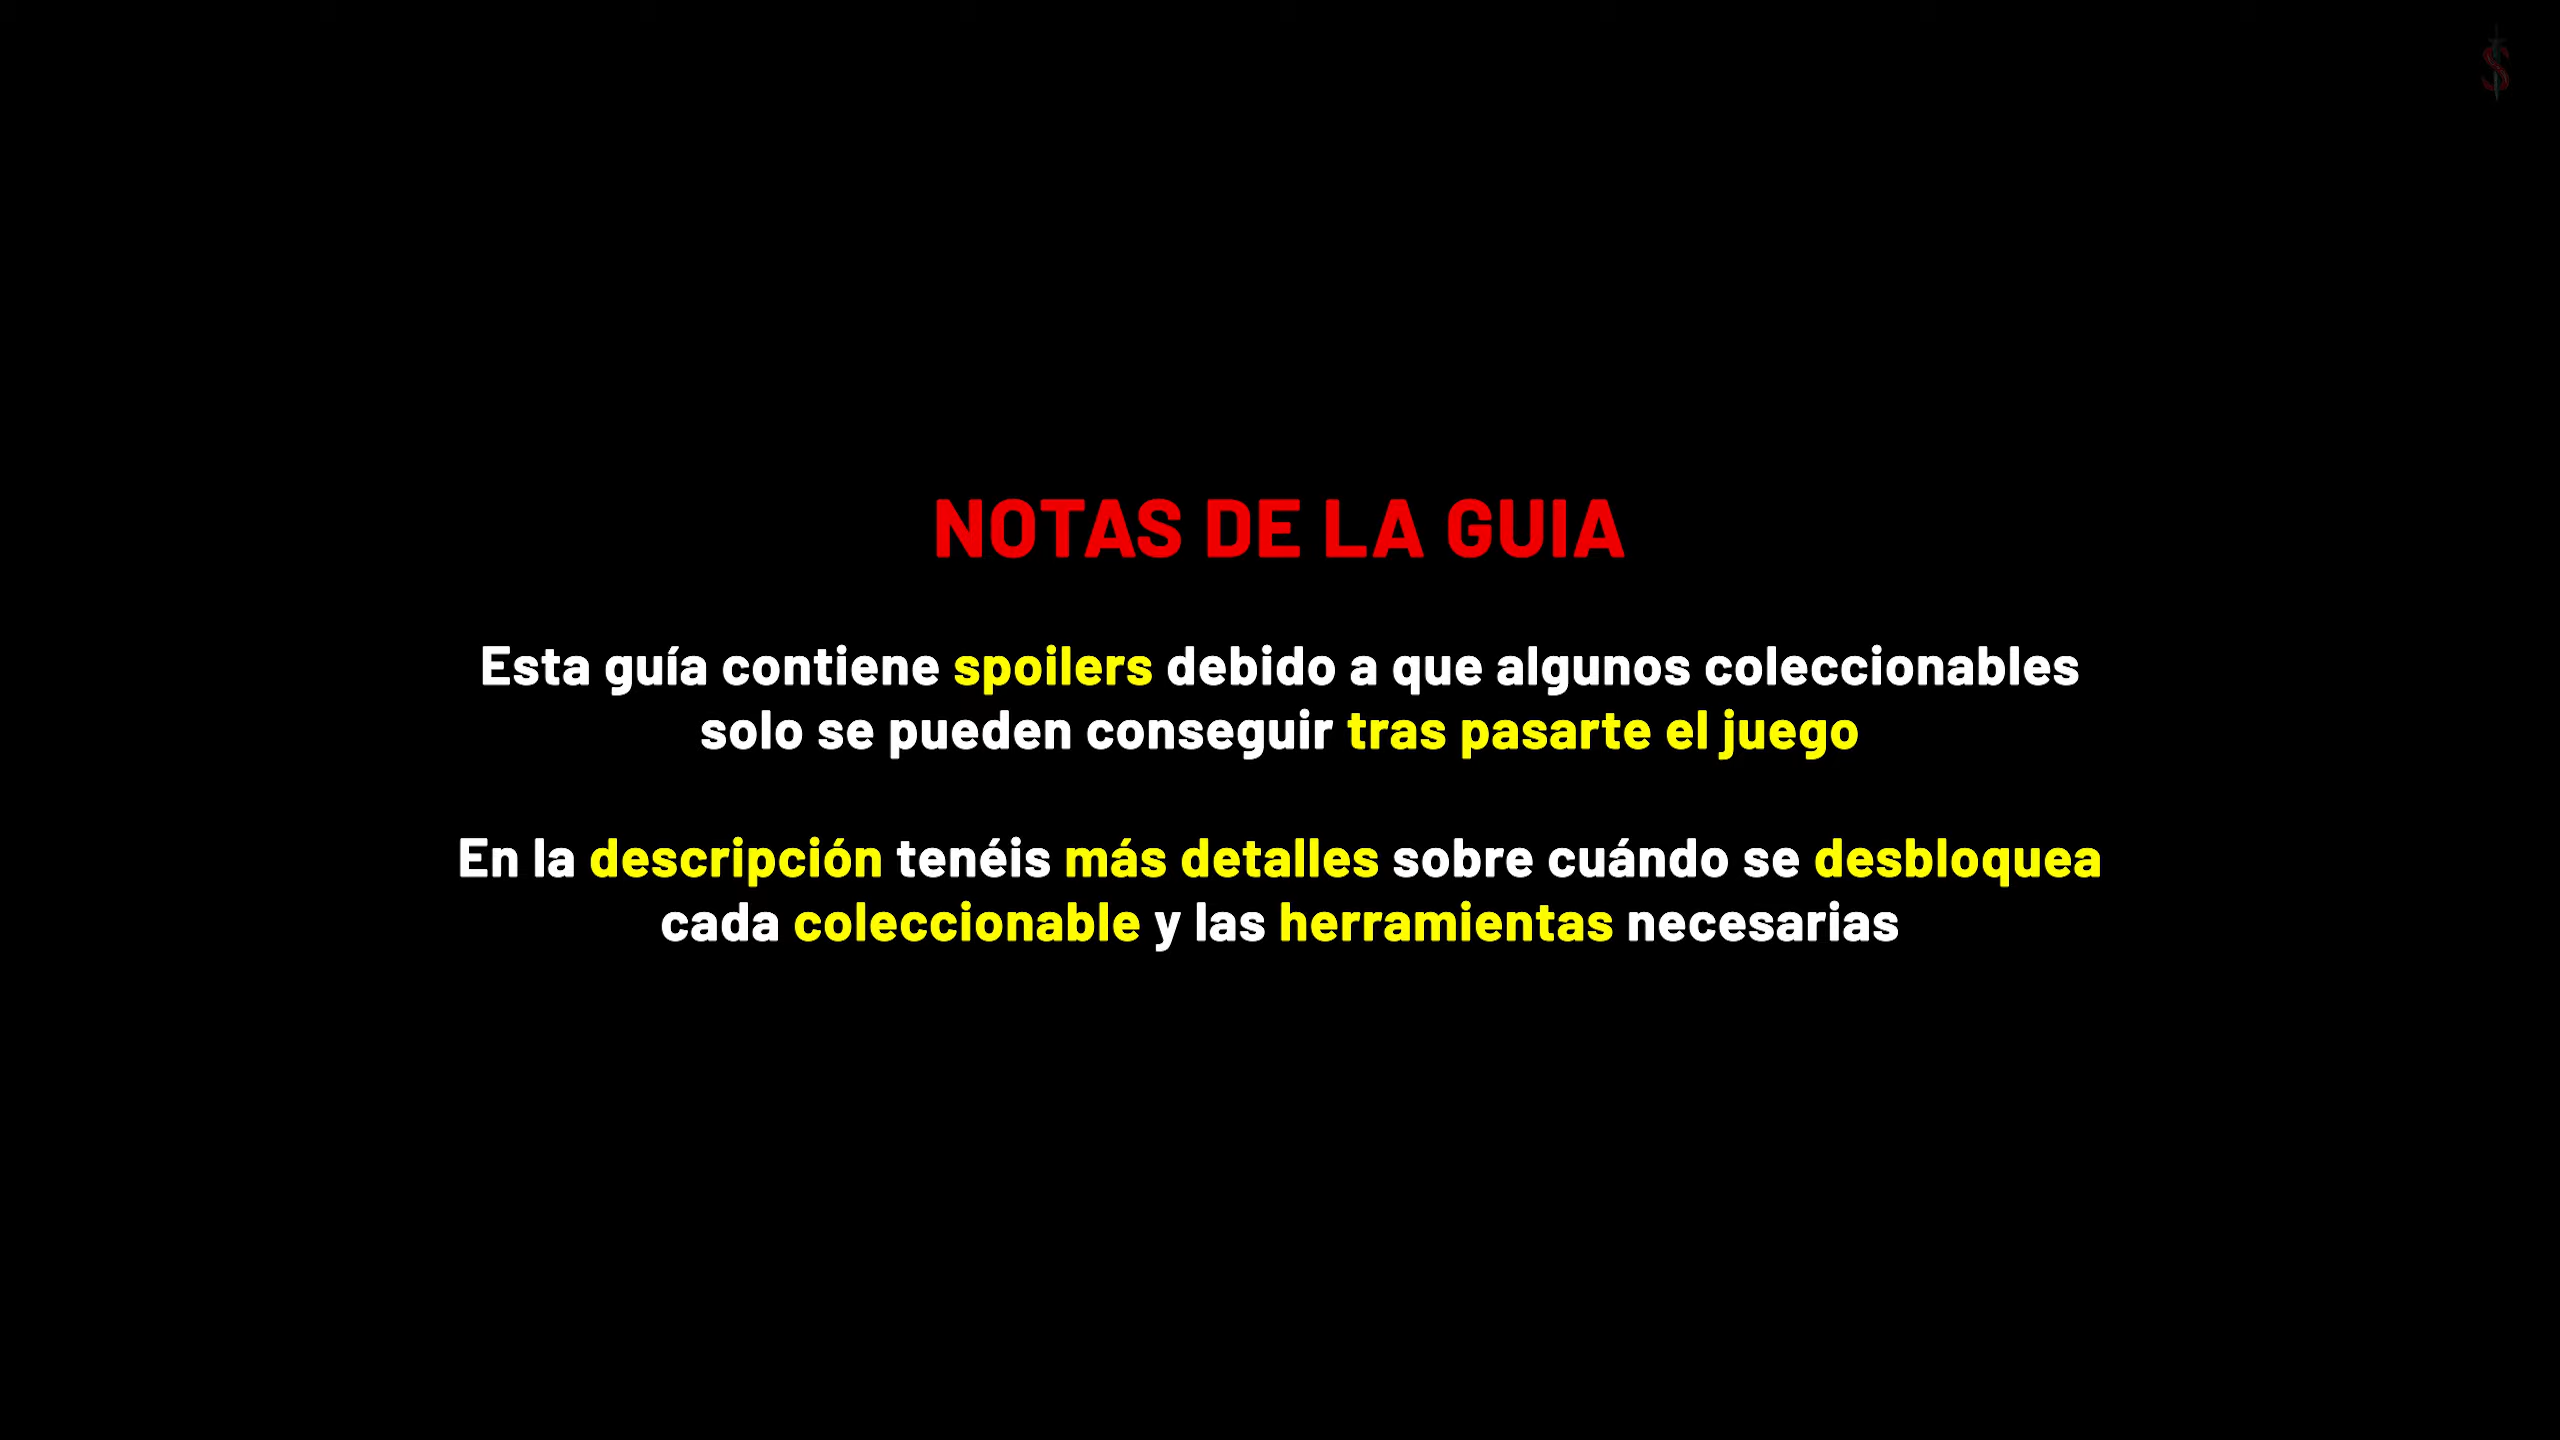 NOTAS DE LA GUIA
Esta guía contiene spoilers debido a que algunos coleccionables
solo se pueden conseguir tras pasarte el juego
En la descripción tenéis más detalles sobre cuándo se desbloquea
cada coleccionable y las herramientas necesarias